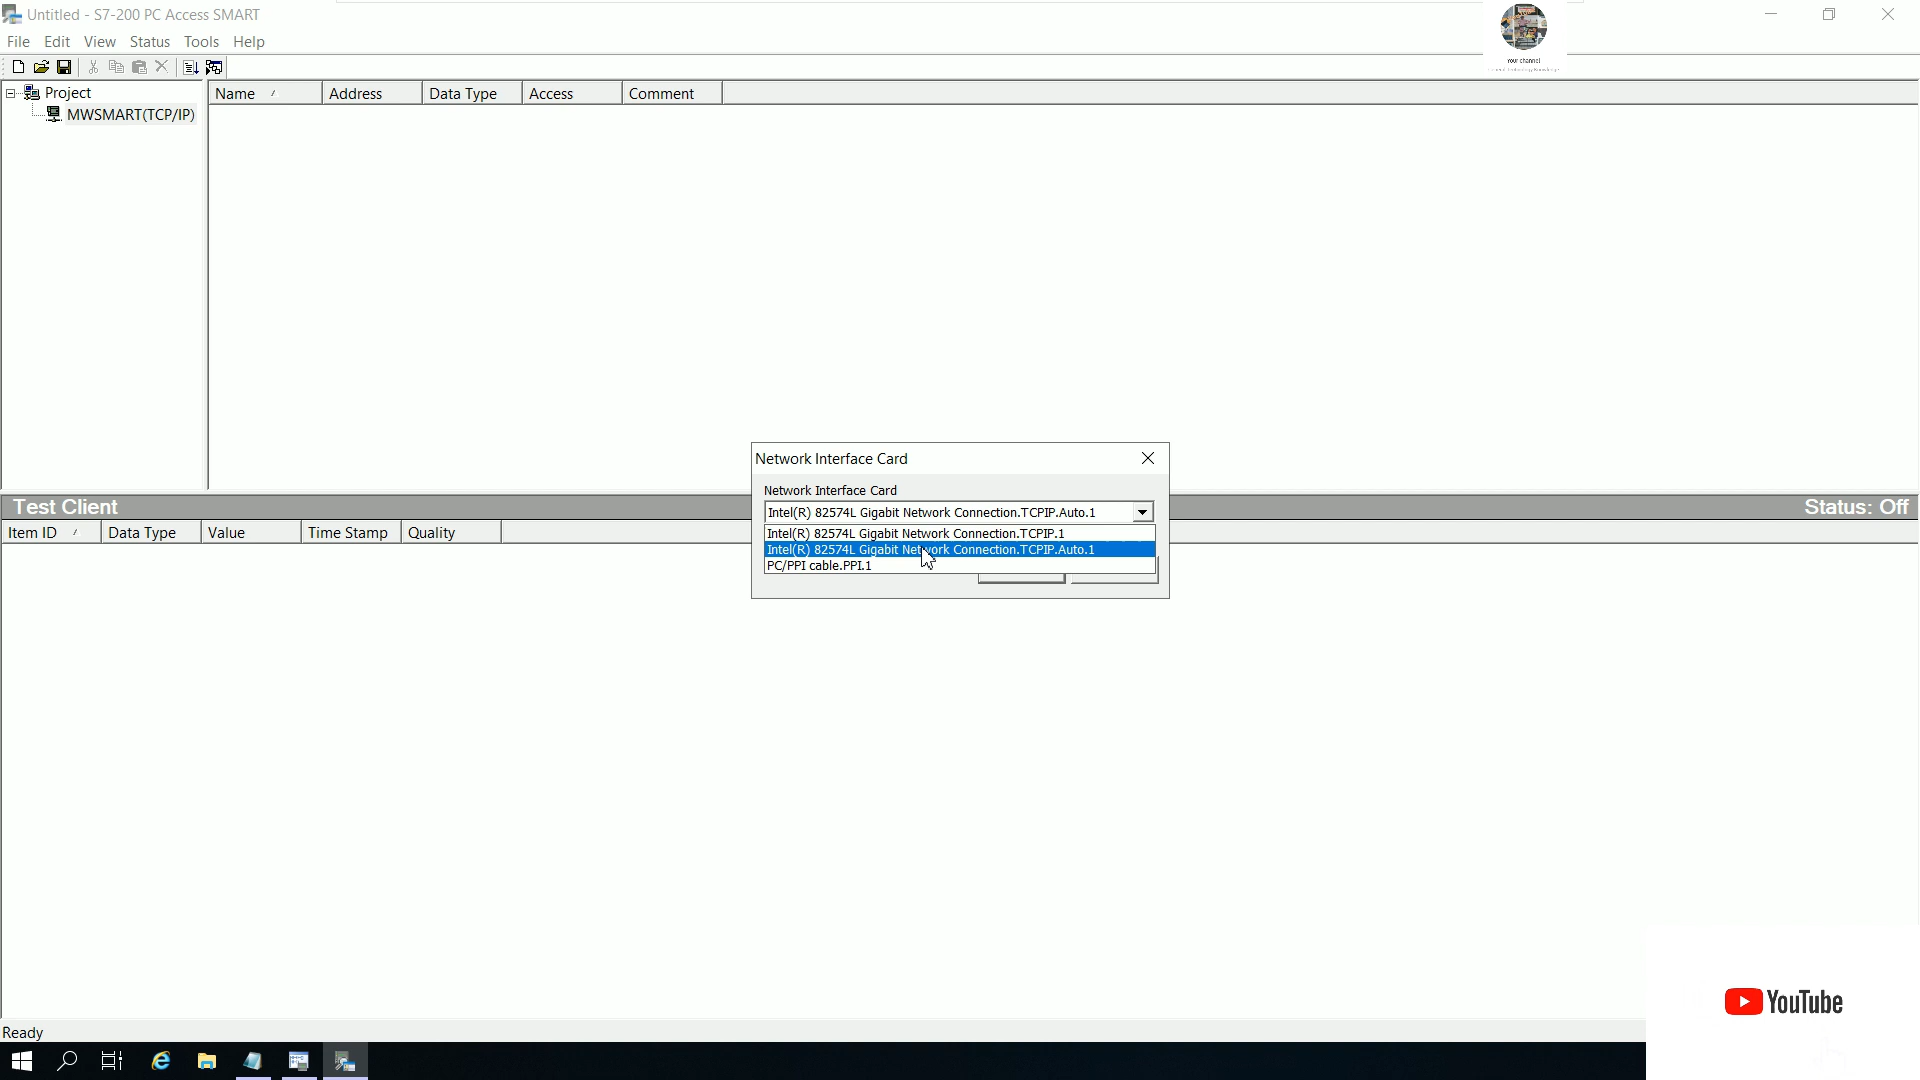 Untitled - S7-200 PC Access SMART
File Edit View Status Tools Help
Your channel
Project
MWSMART(TCP/IP)
Name Address Data Type Access Comment
Network Interface Card
Network Interface Card
Intel(R) 82574L Gigabit Network Connection.TCPIP.Auto.1
Intel(R) 82574L Gigabit Network Connection.TCPIP.1
Intel(R) 82574L Gigabit Network Connection.TCPIP.Auto.1
PC/PPI cable.PPI.1
Test Client Status: Off
Item ID Data Type Value Time Stamp Quality
YouTube
Ready